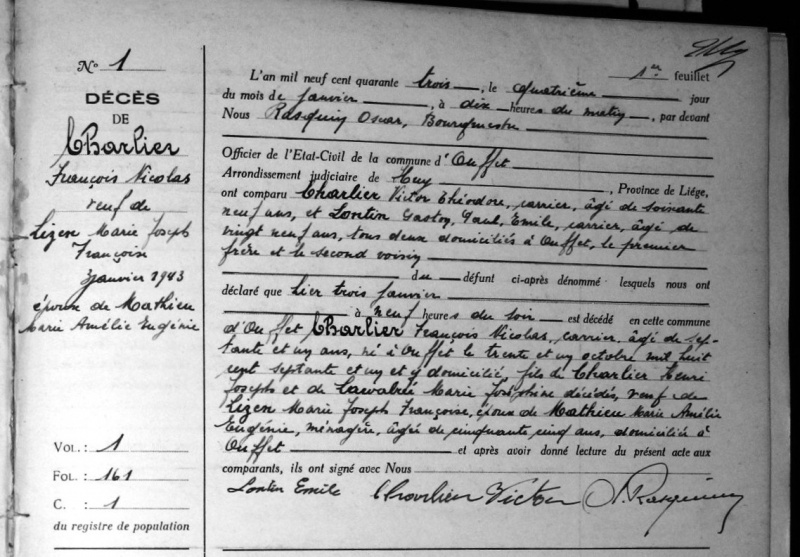 No 1
DÉCÈS
DE
Charlier
François Nicolas
veuf de
Lizen Marie Joseph
Françoise
3 janvier 1943
époux de Mathieu
Marie Amélie Eugénie
VOL. : 1
FOL. : 161
C. : 1
du registre de population
1er feuillet
L'an mil neuf cent quarante trois, le quatrième jour
du mois de janvier, à dix heures du matin, par devant
Nous Rasquin Oscar, Bourgmestre
Officier de l'Etat-Civil de la commune d'Ouffet
Arrondissement judiciaire de Huy, Province de Liége,
ont comparu Charlier Victor Théodore, carrier, âgé de soixante
neuf ans, et Lontin Gaston, Paul, Emile, carrier, âgé de
vingt neuf ans, tous deux domiciliés à Ouffet, le premier
frère et le second voisin
du défunt ci-après dénommé lesquels nous ont
déclaré que hier trois janvier
à neuf heures du soir est décédé en cette commune
d'Ouffet Charlier François Nicolas, carrier, âgé de sep-
tante et un ans, né à Ouffet le trente et un octobre mil huit
cent septante et un et y domicilié, fils de Charlier Henri
Joseph et de Lavalrée Marie Joséphine décédés, veuf de
Lizen Marie Joseph Françoise, époux de Mathieu Marie Amélie
Eugénie, ménagère, âgée de cinquante cinq ans, domiciliée à
Ouffet et après avoir donné lecture du présent acte aux
comparants, ils ont signé avec Nous
Lontin Emile Charlier Victor O. Rasquin